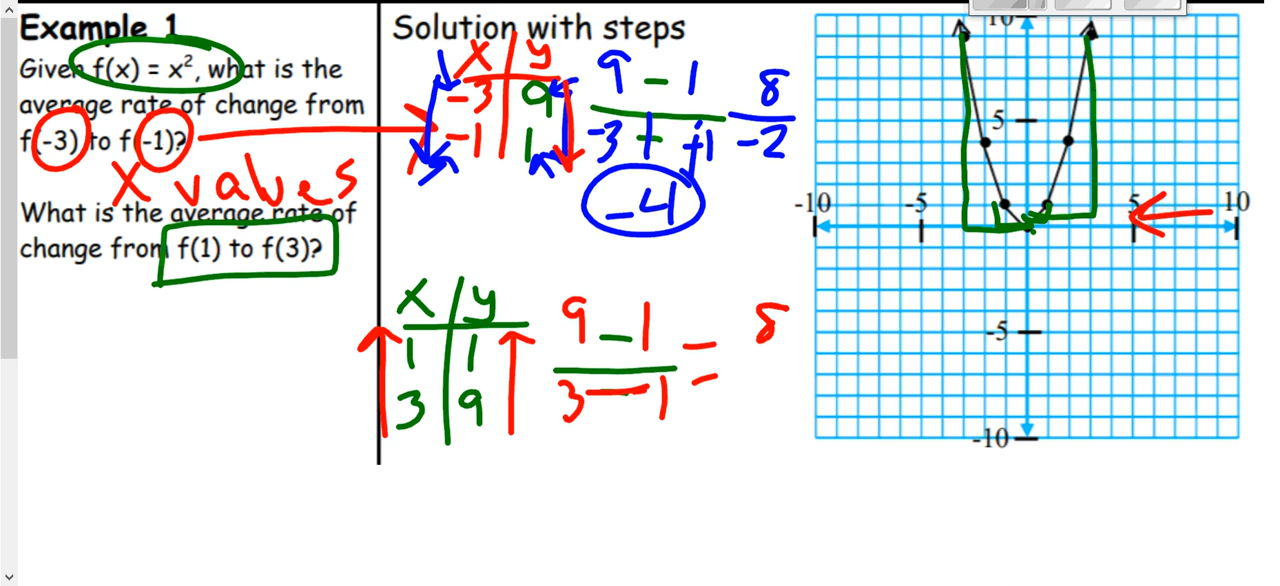 Example 1
Given f(x) = x², what is the
average rate of change from
f(-3) to f(-1)?
X values
What is the average rate of
change from f(1) to f(3)?
Solution with steps
x y
-3 9
-1 1
9 - 1 8
-3 + +1 -2
-4
x y
1 1
3 9
9 - 1 = 8
3 - 1 =
10
5
-10 -5 5 10
-5
-10